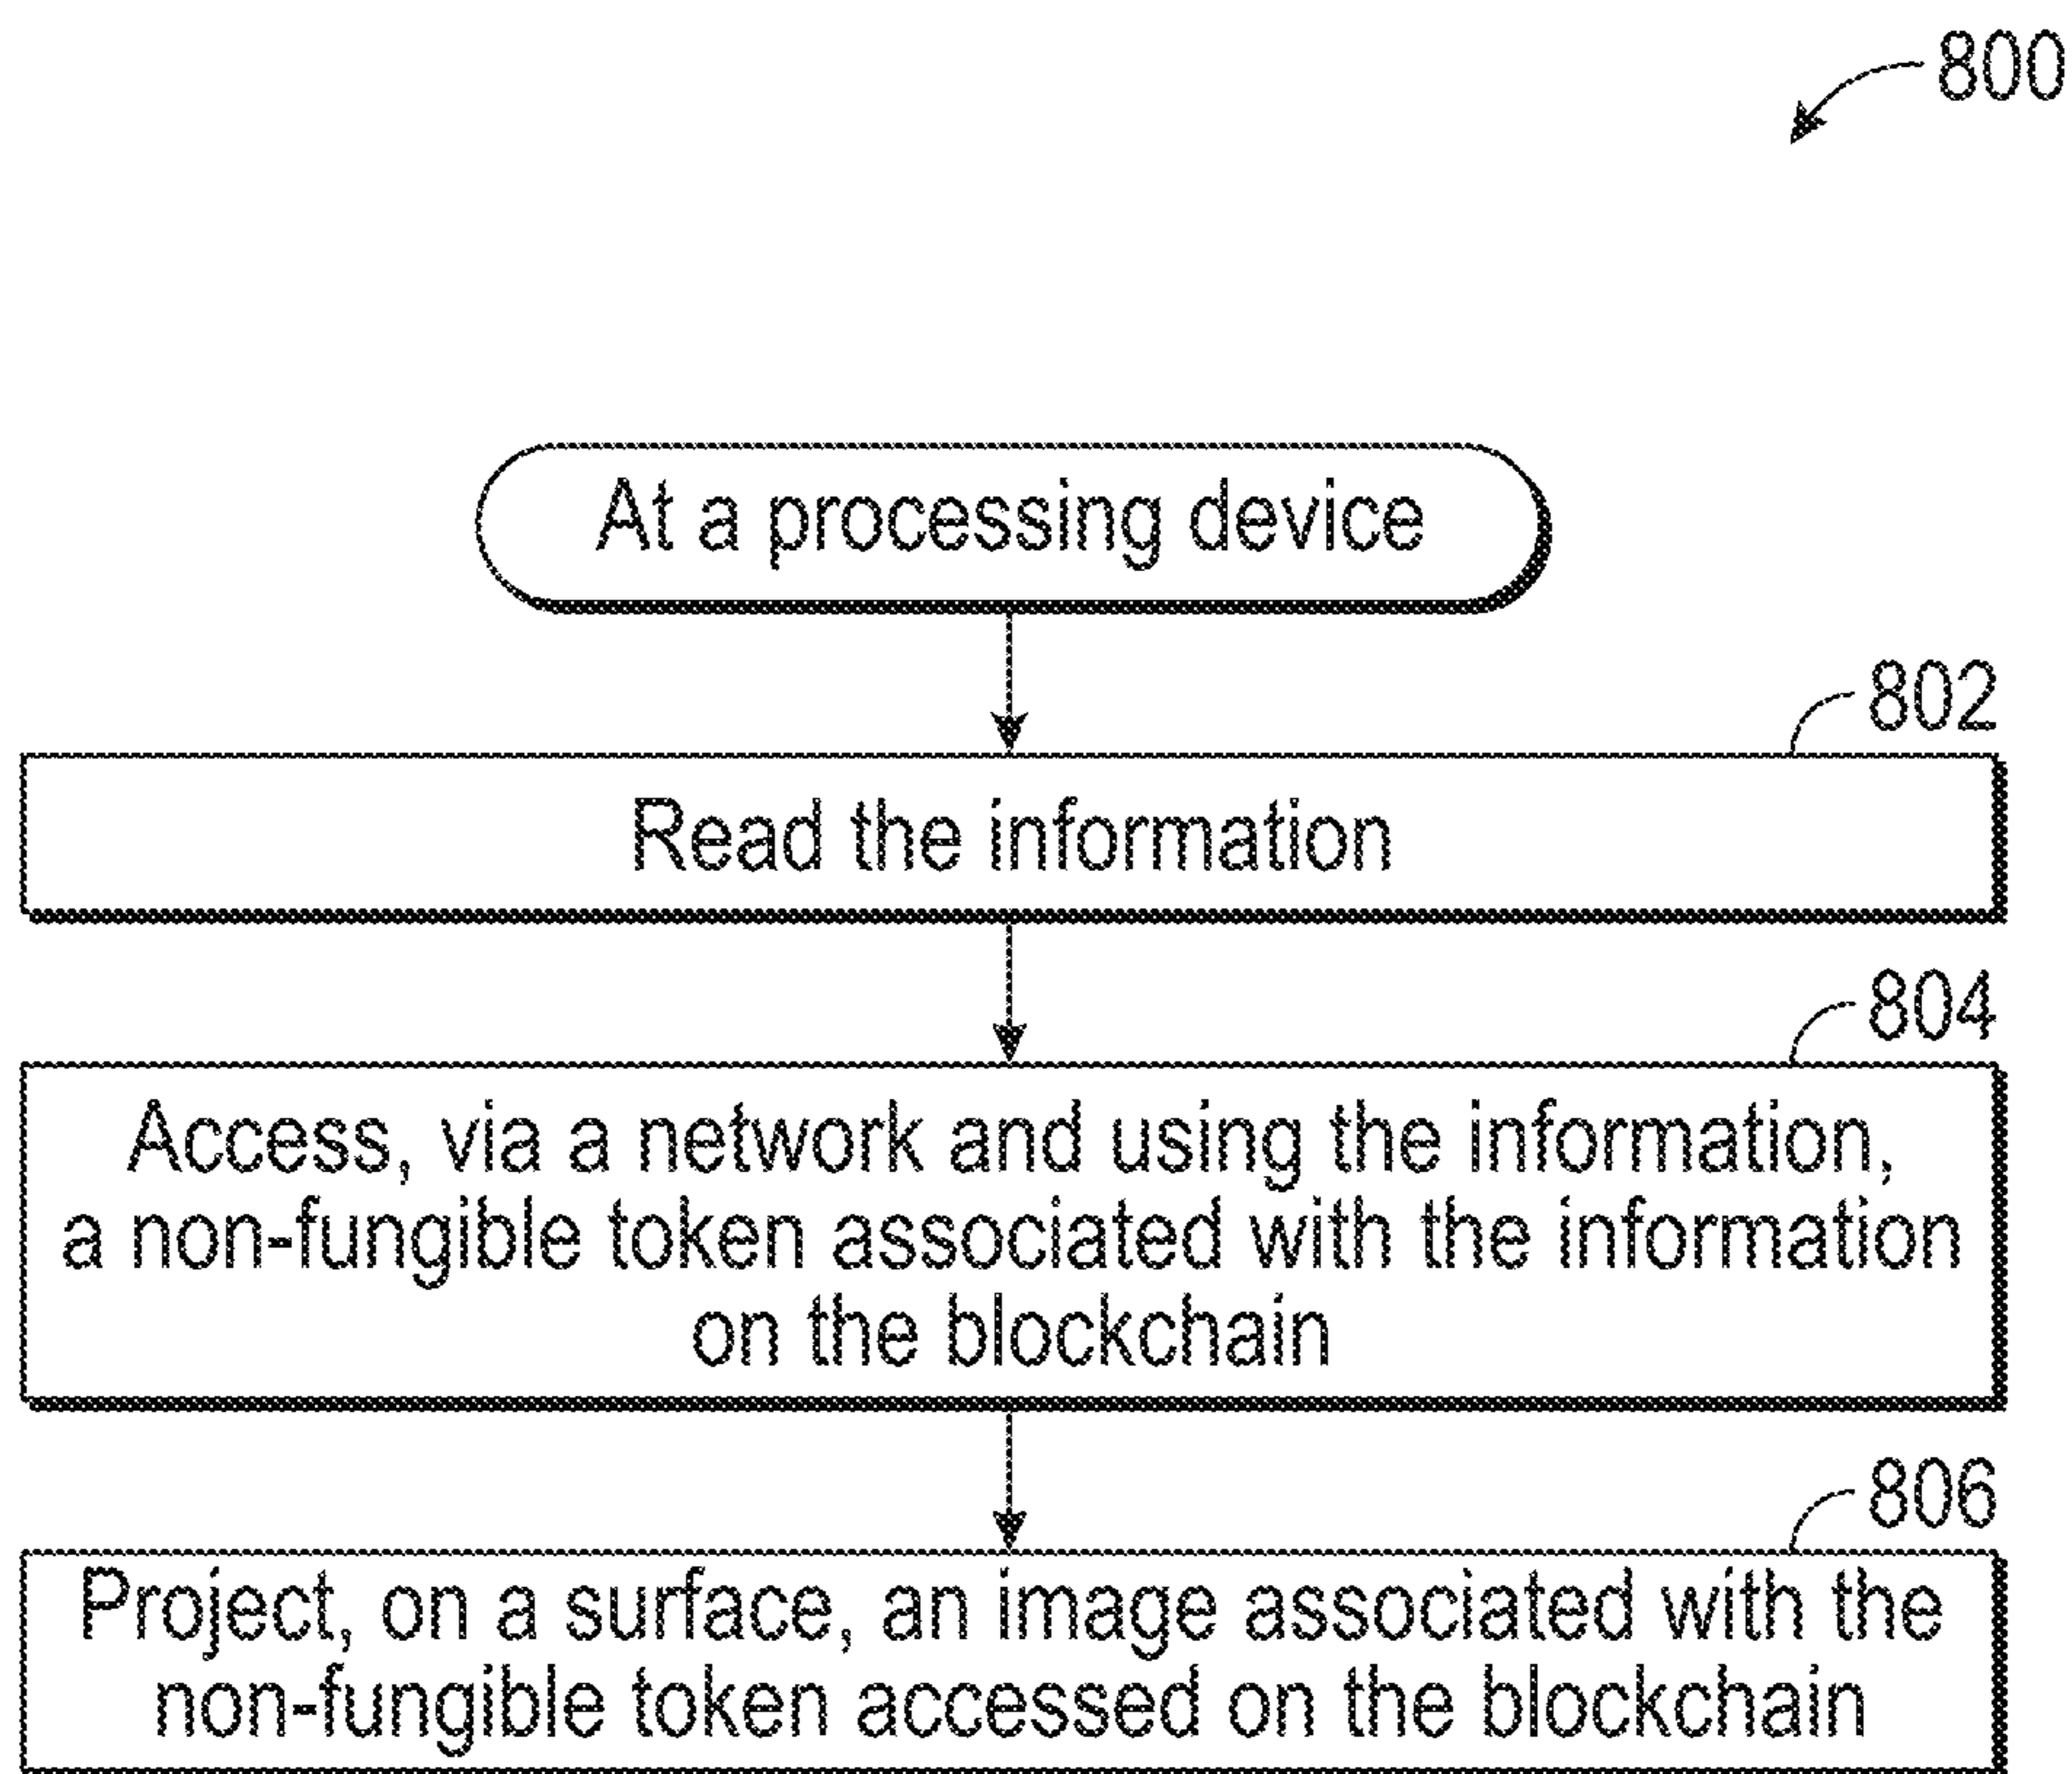 800
At a processing device
802
Read the information
804
Access, via a network and using the information,
a non-fungible token associated with the information
on the blockchain
806
Project, on a surface, an image associated with the
non-fungible token accessed on the blockchain